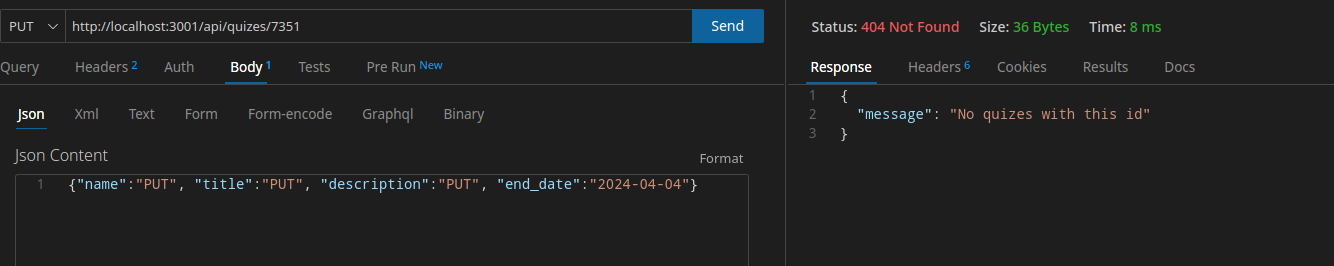 PUT http://localhost:3001/api/quizes/7351 Send
Query Headers 2 Auth Body 1 Tests Pre Run New
Json Xml Text Form Form-encode Graphql Binary
Json Content Format
1 {"name":"PUT", "title":"PUT", "description":"PUT", "end_date":"2024-04-04"}
Status: 404 Not Found Size: 36 Bytes Time: 8 ms
Response Headers 6 Cookies Results Docs
1 {
2 "message": "No quizes with this id"
3 }